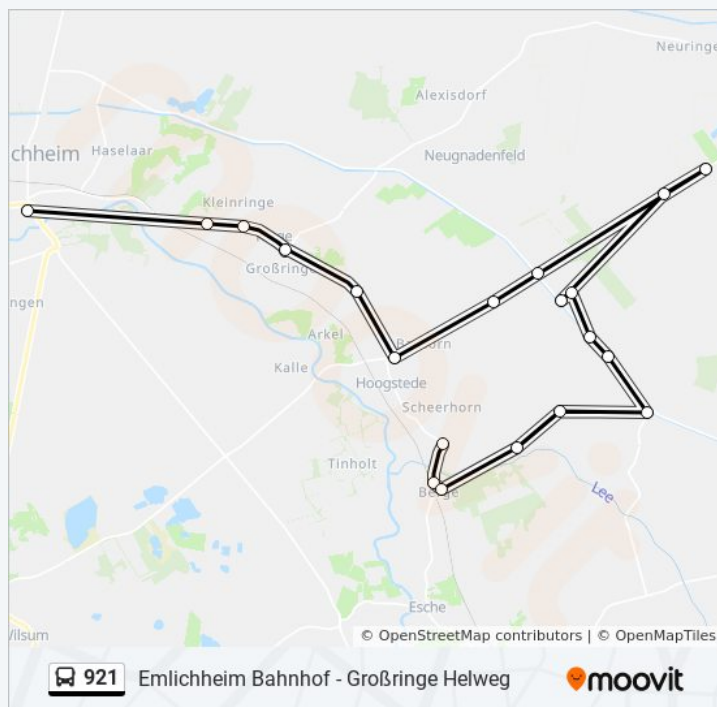 Neuringe
Alexisdorf
chheim
Haselaar
Neugnadenfeld
Kleinringe
Großringe
ngen
Arkel
Kalle
Hoogstede
Scheerhorn
Tinholt
Berge
Lee
Esche
Wilsum
© OpenStreetMap contributors | © OpenMapTiles
921 Emlichheim Bahnhof - Großringe Helweg moovit